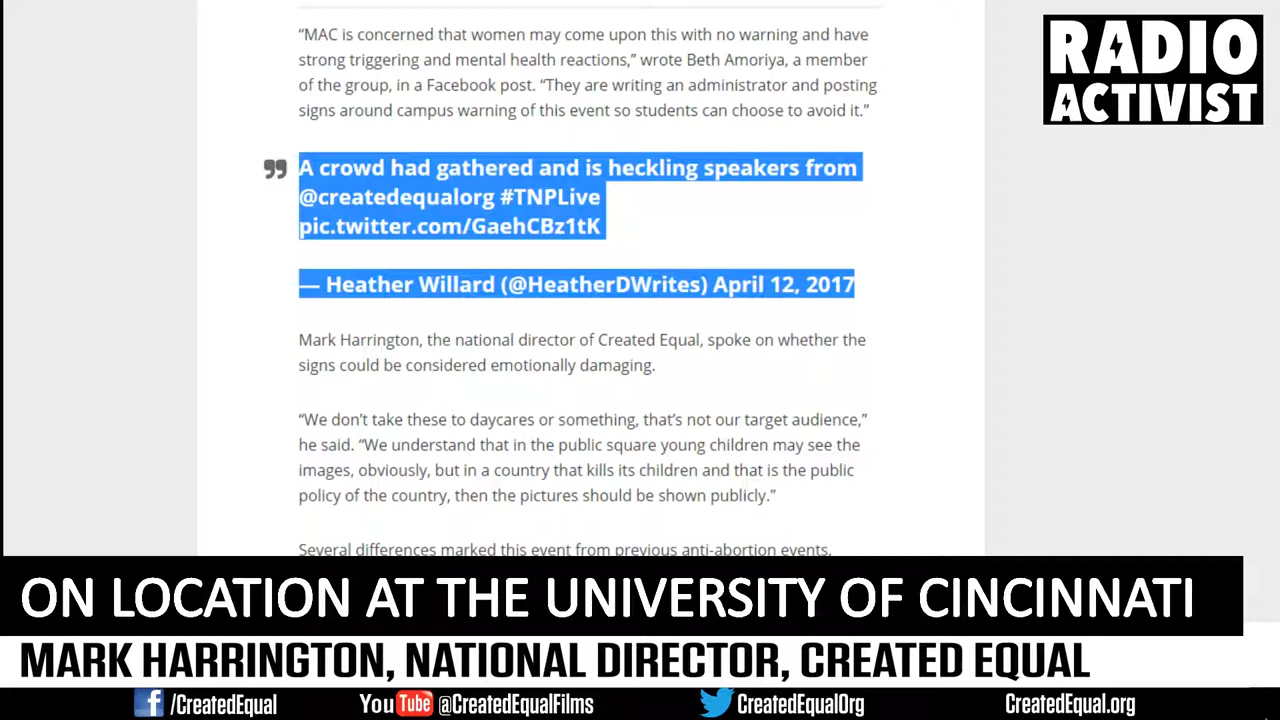 RADIO
ACTIVIST
“MAC is concerned that women may come upon this with no warning and have
strong triggering and mental health reactions,” wrote Beth Amoriya, a member
of the group, in a Facebook post. “They are writing an administrator and posting
signs around campus warning of this event so students can choose to avoid it.”
A crowd had gathered and is heckling speakers from
@createdequalorg #TNPLive
pic.twitter.com/GaehCBz1tK
— Heather Willard (@HeatherDWrites) April 12, 2017
Mark Harrington, the national director of Created Equal, spoke on whether the
signs could be considered emotionally damaging.
“We don’t take these to daycares or something, that’s not our target audience,”
he said. “We understand that in the public square young children may see the
images, obviously, but in a country that kills its children and that is the public
policy of the country, then the pictures should be shown publicly.”
Several differences marked this event from previous anti-abortion events.
ON LOCATION AT THE UNIVERSITY OF CINCINNATI
MARK HARRINGTON, NATIONAL DIRECTOR, CREATED EQUAL
f /CreatedEqual YouTube @CreatedEqualFilms CreatedEqualOrg CreatedEqual.org